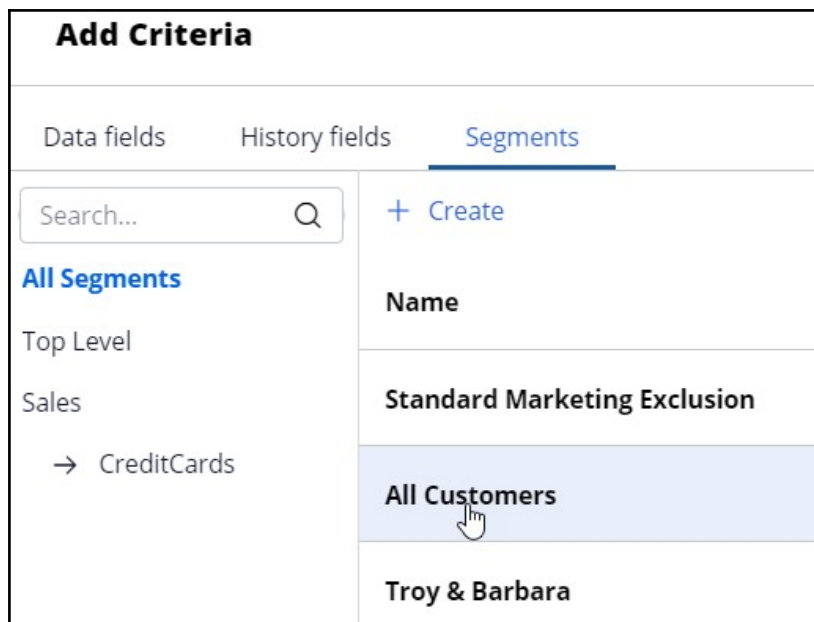 Add Criteria
Data fields History fields Segments
Search...
+ Create
All Segments
Name
Top Level
Standard Marketing Exclusion
Sales
→ CreditCards
All Customers
Troy & Barbara